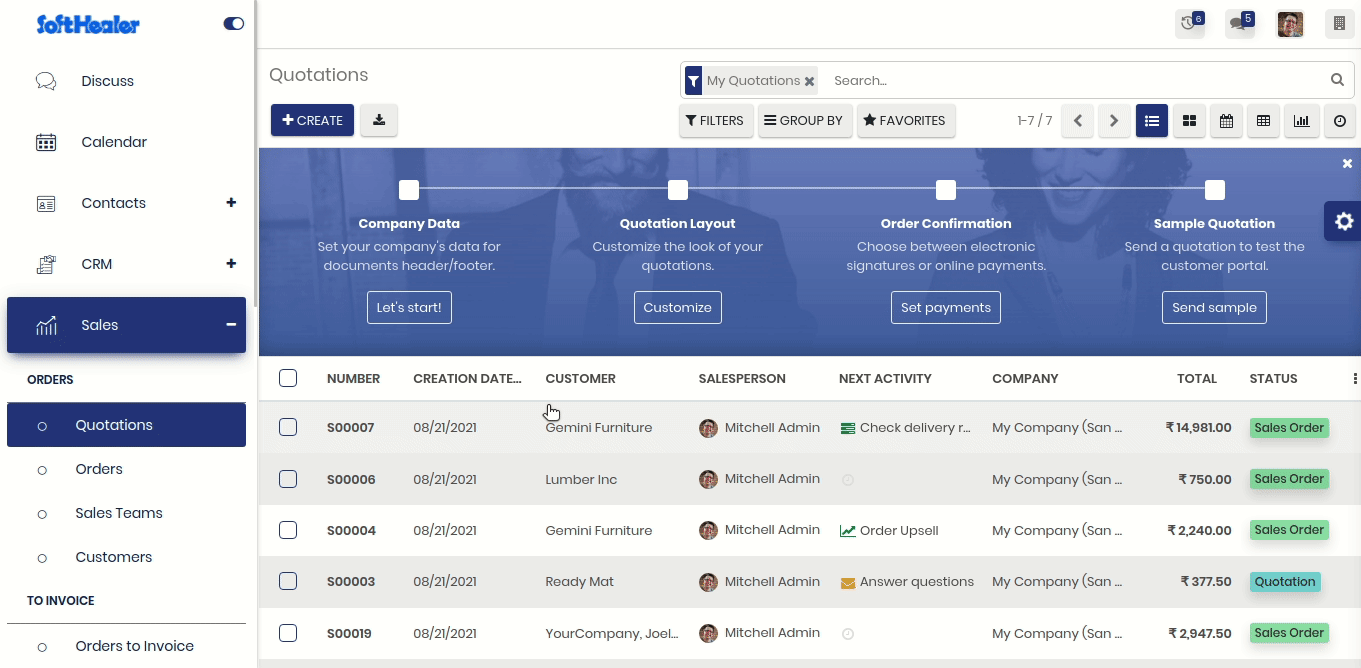 SoftHealer
6
5
Discuss
Calendar
Contacts
CRM
Sales
ORDERS
Quotations
Orders
Sales Teams
Customers
TO INVOICE
Orders to Invoice
Quotations
My Quotations
Search...
CREATE
FILTERS
GROUP BY
FAVORITES
1-7 / 7
Company Data
Set your company's data for
documents header/footer.
Let's start!
Quotation Layout
Customize the look of your
quotations.
Customize
Order Confirmation
Choose between electronic
signatures or online payments.
Set payments
Sample Quotation
Send a quotation to test the
customer portal.
Send sample
NUMBER CREATION DATE... CUSTOMER SALESPERSON NEXT ACTIVITY COMPANY TOTAL STATUS
S00007 08/21/2021 Gemini Furniture Mitchell Admin Check delivery r... My Company (San ... ₹ 14,981.00 Sales Order
S00006 08/21/2021 Lumber Inc Mitchell Admin My Company (San ... ₹ 750.00 Sales Order
S00004 08/21/2021 Gemini Furniture Mitchell Admin Order Upsell My Company (San ... ₹ 2,240.00 Sales Order
S00003 08/21/2021 Ready Mat Mitchell Admin Answer questions My Company (San ... ₹ 377.50 Quotation
S00019 08/21/2021 YourCompany, Joel... Mitchell Admin My Company (San ... ₹ 2,947.50 Sales Order